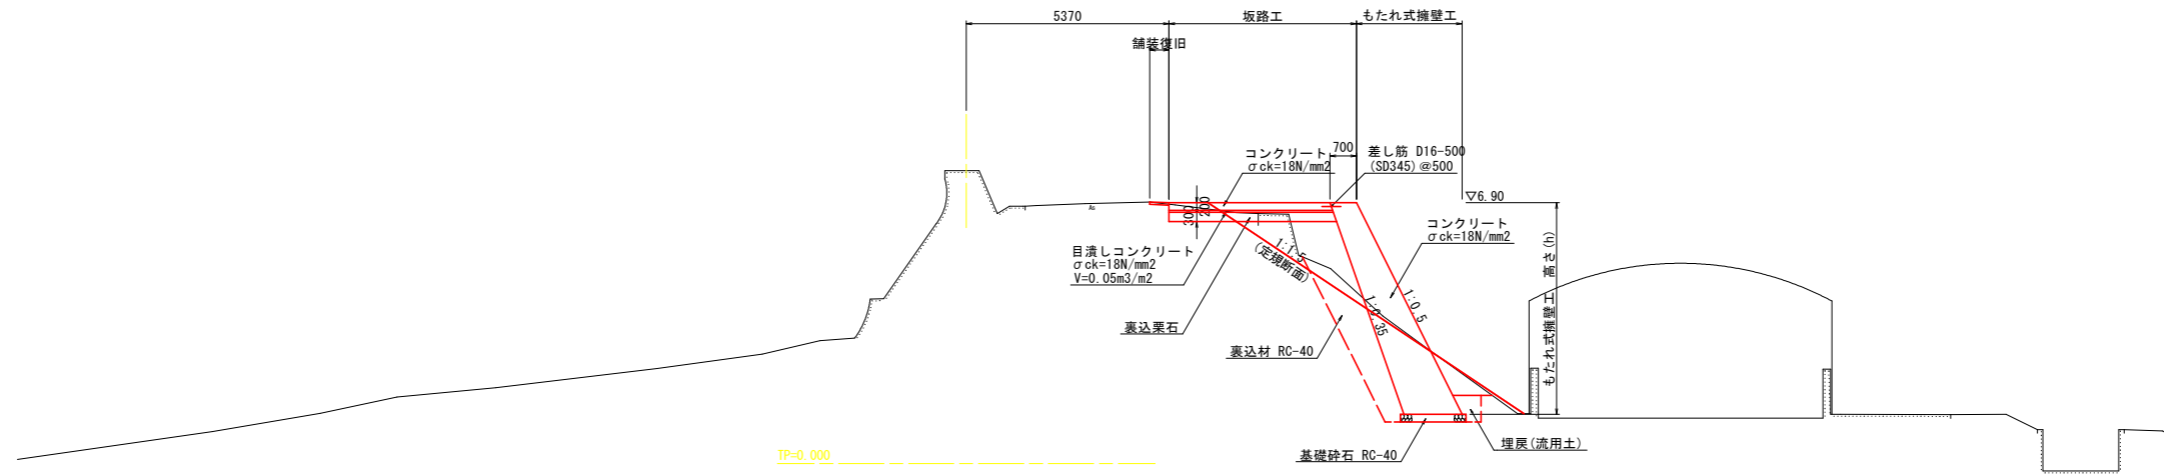 5370
坂路工
もたれ式擁壁工
舗装復旧
コンクリート
σck=18N/mm2
700
差し筋 D16-500
(SD345)@500
▽6.90
200
300
コンクリート
σck=18N/mm2
目潰しコンクリート
σck=18N/mm2
V=0.05m3/m2
1:1.5
(定規断面)
1:0.35
1:0.5
もたれ式擁壁工 高さ(h)
裏込栗石
裏込材 RC-40
埋戻(流用土)
基礎砕石 RC-40
TP=0.000